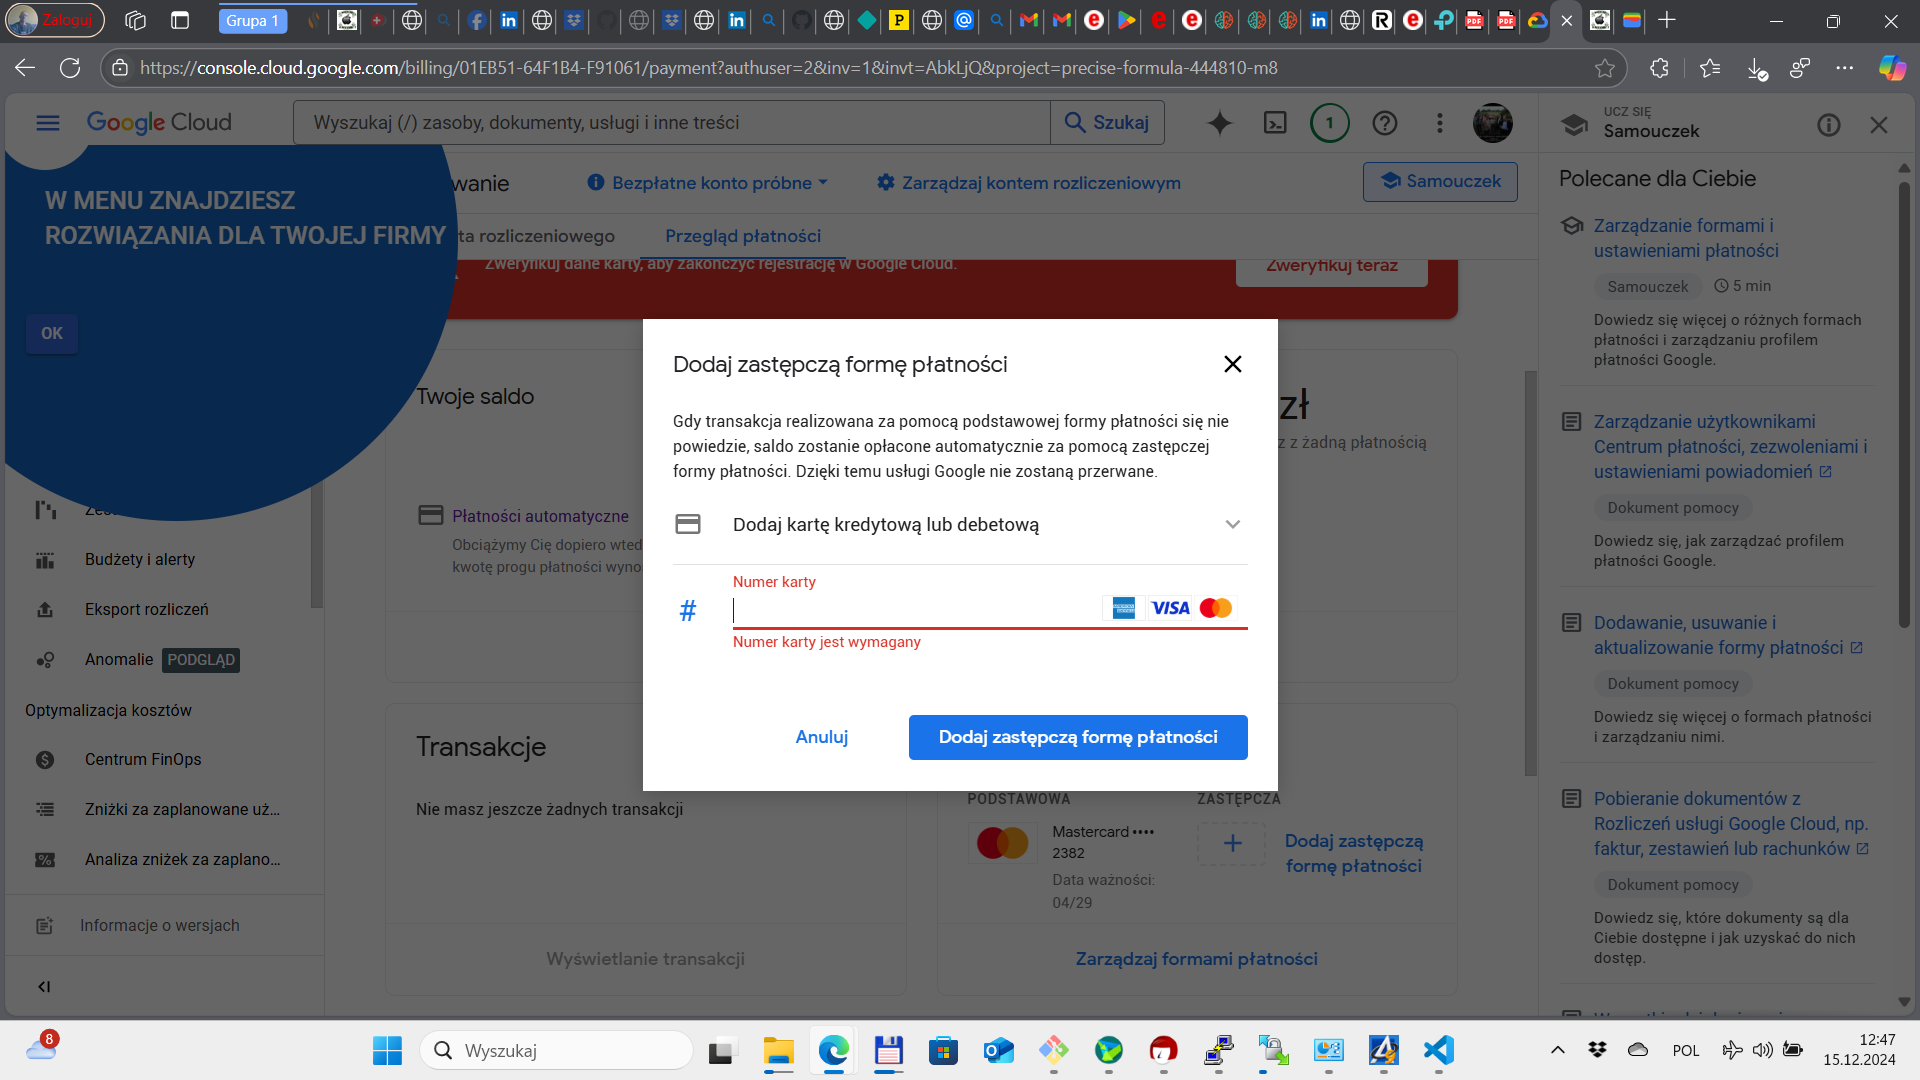 Zaloguj
Grupa 1
https://console.cloud.google.com/billing/01EB51-64F1B4-F91061/payment?authuser=2&inv=1&invt=AbkLjQ&project=precise-formula-444810-m8
Google Cloud
Wyszukaj (/) zasoby, dokumenty, usługi i inne treści
Szukaj
1
UCZ SIĘ
Samouczek
W MENU ZNAJDZIESZ
ROZWIĄZANIA DLA TWOJEJ FIRMY
OK
wanie
Bezpłatne konto próbne
Zarządzaj kontem rozliczeniowym
Samouczek
ta rozliczeniowego
Przegląd płatności
Zweryfikuj dane karty, aby zakończyć rejestrację w Google Cloud.
Zweryfikuj teraz
Budżety i alerty
Eksport rozliczeń
Anomalie PODGLĄD
Optymalizacja kosztów
Centrum FinOps
Zniżki za zaplanowane uż...
Analiza zniżek za zaplano...
Informacje o wersjach
Twoje saldo
zł
z z żadną płatnością
Płatności automatyczne
Obciążymy Cię dopiero wted
kwotę progu płatności wyno
Dodaj zastępczą formę płatności
Gdy transakcja realizowana za pomocą podstawowej formy płatności się nie
powiedzie, saldo zostanie opłacone automatycznie za pomocą zastępczej
formy płatności. Dzięki temu usługi Google nie zostaną przerwane.
Dodaj kartę kredytową lub debetową
Numer karty
#
VISA
Numer karty jest wymagany
Anuluj
Dodaj zastępczą formę płatności
Transakcje
Nie masz jeszcze żadnych transakcji
Wyświetlanie transakcji
PODSTAWOWA
ZASTĘPCZA
Mastercard ••••
2382
Data ważności:
04/29
Dodaj zastępczą
formę płatności
Zarządzaj formami płatności
Polecane dla Ciebie
Zarządzanie formami i
ustawieniami płatności
Samouczek
5 min
Dowiedz się więcej o różnych formach
płatności i zarządzaniu profilem
płatności Google.
Zarządzanie użytkownikami
Centrum płatności, zezwoleniami i
ustawieniami powiadomień
Dokument pomocy
Dowiedz się, jak zarządzać profilem
płatności Google.
Dodawanie, usuwanie i
aktualizowanie formy płatności
Dokument pomocy
Dowiedz się więcej o formach płatności
i zarządzaniu nimi.
Pobieranie dokumentów z
Rozliczeń usługi Google Cloud, np.
faktur, zestawień lub rachunków
Dokument pomocy
Dowiedz się, które dokumenty są dla
Ciebie dostępne i jak uzyskać do nich
dostęp.
8
Wyszukaj
POL
12:47
15.12.2024